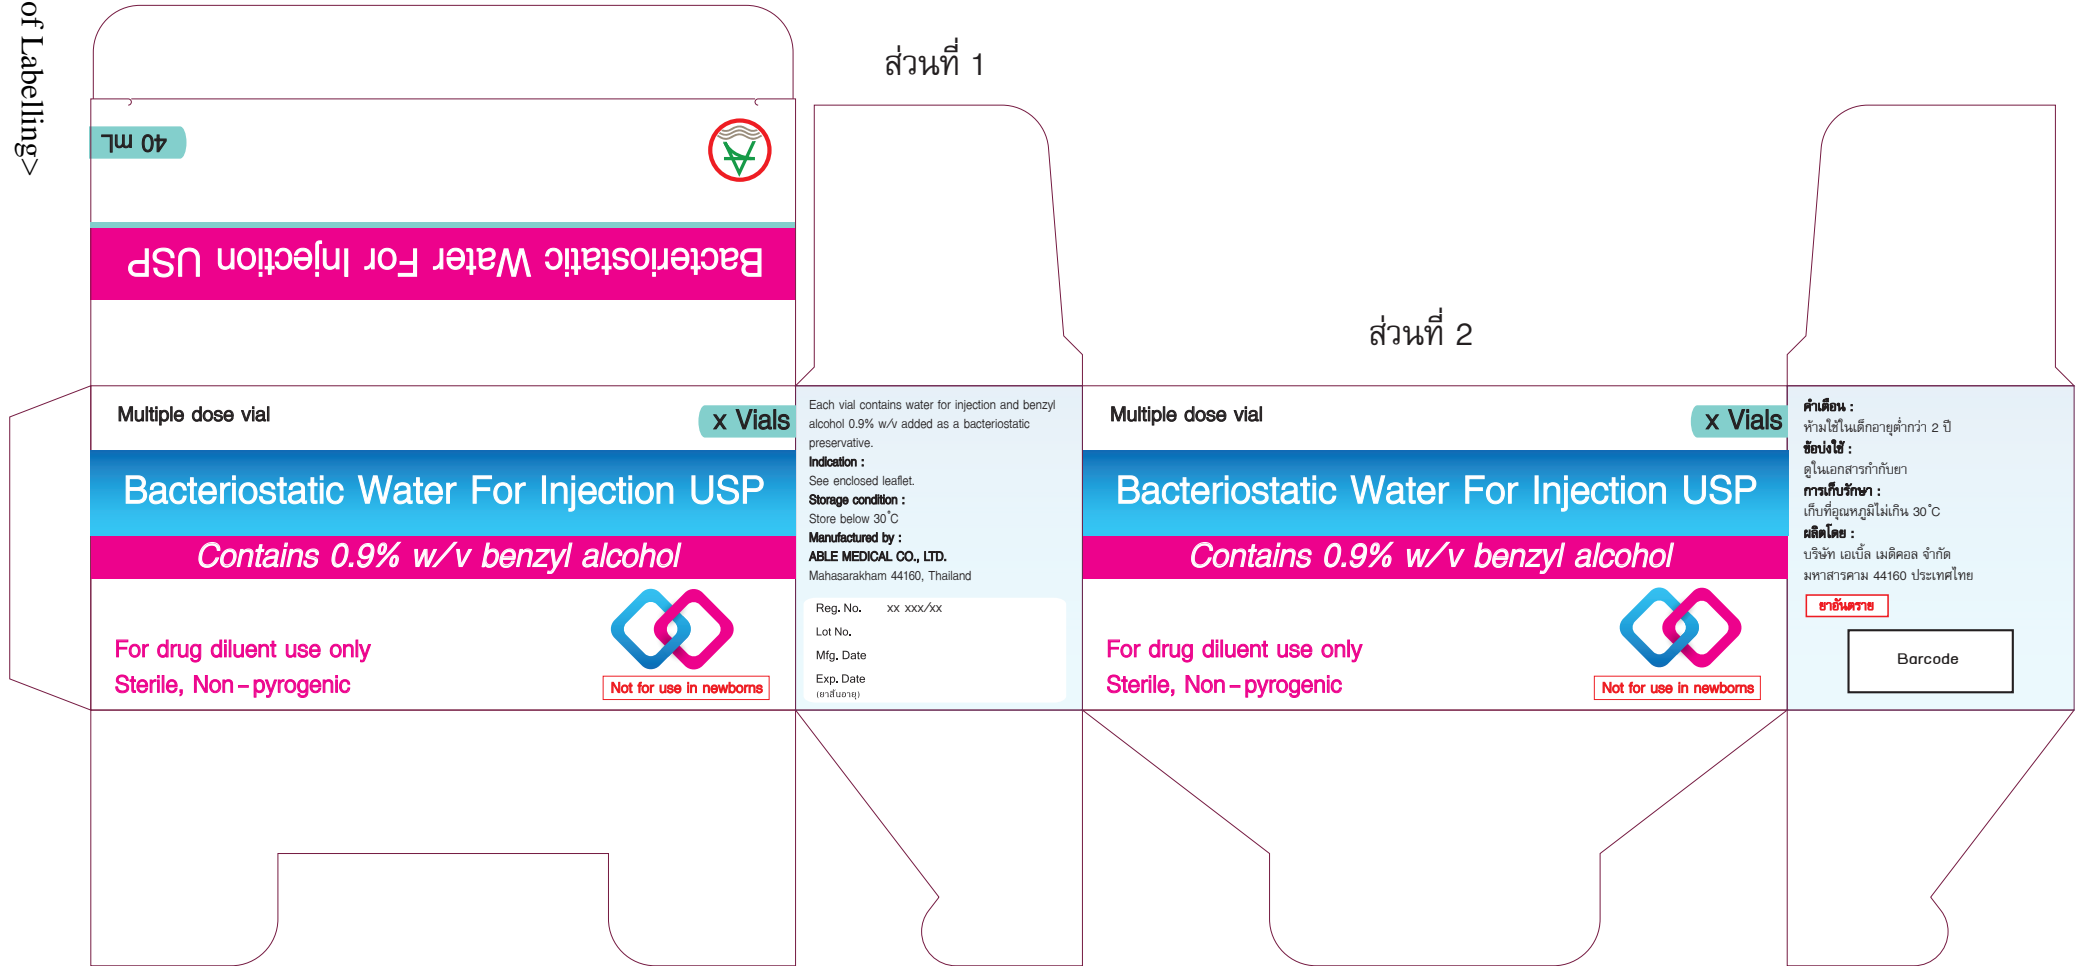 of Labelling>
ส่วนที่ 1
40 mL
Bacteriostatic Water For Injection USP
ส่วนที่ 2
Multiple dose vial
x Vials
Bacteriostatic Water For Injection USP
Contains 0.9% w/v benzyl alcohol
For drug diluent use only
Sterile, Non-pyrogenic
Not for use in newborns
Each vial contains water for injection and benzyl
alcohol 0.9% w/v added as a bacteriostatic
preservative.
Indication :
See enclosed leaflet.
Storage condition :
Store below 30°C
Manufactured by :
ABLE MEDICAL CO., LTD.
Mahasarakham 44160, Thailand
Reg. No. xx xxx/xx
Lot No.
Mfg. Date
Exp. Date
(ยาสิ้นอายุ)
Multiple dose vial
x Vials
Bacteriostatic Water For Injection USP
Contains 0.9% w/v benzyl alcohol
For drug diluent use only
Sterile, Non-pyrogenic
Not for use in newborns
คำเตือน :
ห้ามใช้ในเด็กอายุต่ำกว่า 2 ปี
ข้อบ่งใช้ :
ดูในเอกสารกำกับยา
การเก็บรักษา :
เก็บที่อุณหภูมิไม่เกิน 30°C
ผลิตโดย :
บริษัท เอเบิ้ล เมดิคอล จำกัด
มหาสารคาม 44160 ประเทศไทย
ยาอันตราย
Barcode